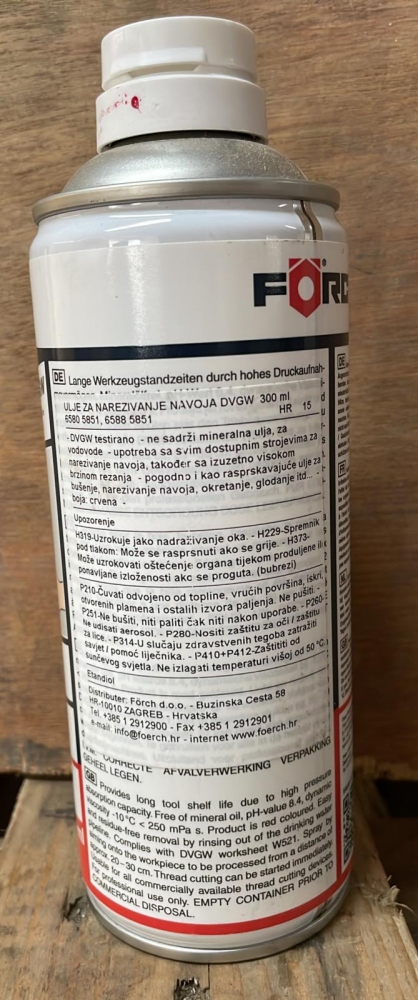 FÖRC
DE Lange Werkzeugstandzeiten durch hohes Druckaufnah-
ULJE ZA NAREZIVANJE NAVOJA DVGW 300 ml
6580 5851, 6588 5851 HR 15
-DVGW testirano - ne sadrži mineralna ulja, za
vodovode - upotreba sa svim dostupnim strojevima za
narezivanje navoja, također sa izuzetno visokom
brzinom rezanja - pogodno i kao rasprskavajuće ulje za
bušenje, narezivanje navoja, okretanje, glodanje itd... -
boja: crvena -
Upozorenje
H319-Uzrokuje jako nadraživanje oka. - H229-Spremnik
pod tlakom: Može se rasprsnuti ako se grije. - H373-
Može uzrokovati oštećenje organa tijekom produljene ili
ponavljane izloženosti akc se proguta. (bubrezi)
P210-Čuvati odvojeno od topline, vrućih površina, iskri,
otvorenih plamena i ostalih izvora paljenja. Ne pušiti. -
P251-Ne bušiti, niti paliti čak niti nakon uporabe. - P260-
Ne udisati aerosol. - P280-Nositi zaštitu za oči / zaštitu
za lice. - P314-U slučaju zdravstvenih tegoba zatražiti
savjet / pomoć liječnika. - P410+P412-Zaštititi od
sunčevog svjetla. Ne izlagati temperaturi višoj od 50 °C.
Etandiol
Distributer: Förch d.o.o. - Buzinska Cesta 58
HR-10010 ZAGREB - Hrvatska
Tel. +385 1 2912900 - Fax +385 1 2912901
e-mail: info@foerch.hr - internet www.foerch.hr
CORRECTE AFVALVERWERKING VERPAKKING
GEHEEL LEGEN.
GB Provides long tool shelf life due to high pressure
absorption capacity. Free of mineral oil, pH-value 8.4, dynamic
viscosity -10°C < 250 mPa s. Product is red coloured. Easy
and residue-free removal by rinsing out of the drinking water
pipeline. Complies with DVGW worksheet W521. Spray by
onto the workpiece to be processed from a distance of
approx. 20–30 cm. Thread cutting can be started immediately.
Usable for all commercially available thread cutting devices.
For professional use only. EMPTY CONTAINER PRIOR TO
COMMERCIAL DISPOSAL.